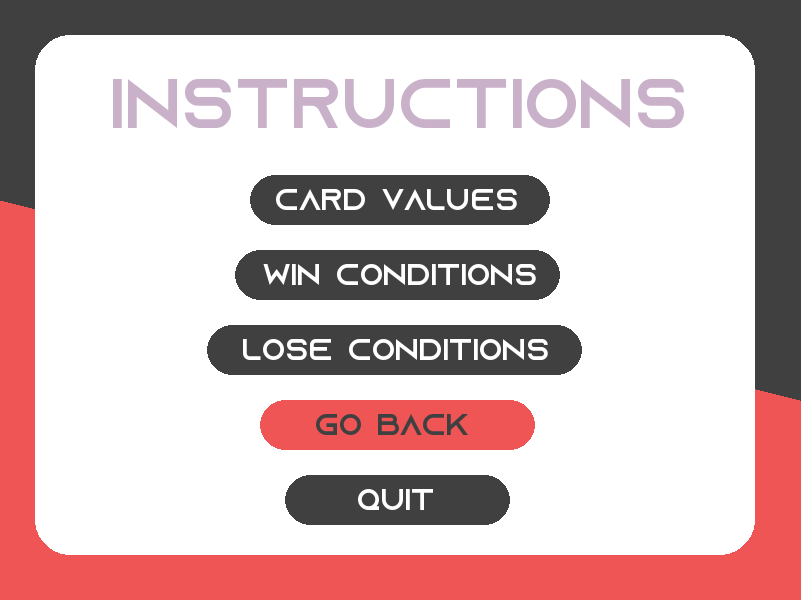 INSTRUCTIONS
CARD VALUES
WIN CONDITIONS
LOSE CONDITIONS
GO BACK
QUIT